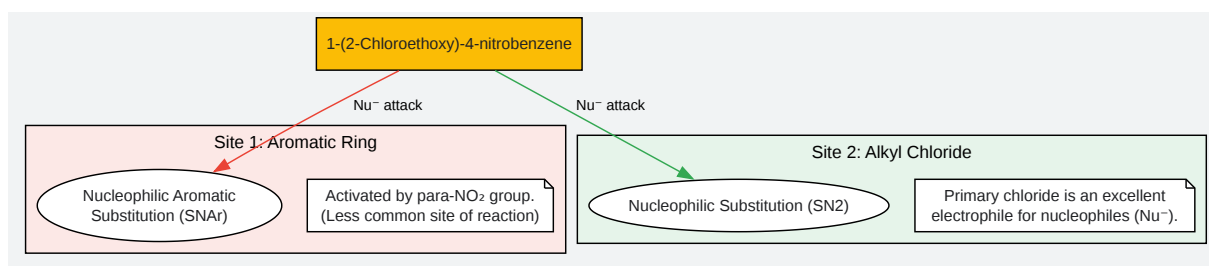 1-(2-Chloroethoxy)-4-nitrobenzene
Nu⁻ attack
Nu⁻ attack
Site 1: Aromatic Ring
Nucleophilic Aromatic
Substitution (SNAr)
Activated by para-NO₂ group.
(Less common site of reaction)
Site 2: Alkyl Chloride
Nucleophilic Substitution (SN2)
Primary chloride is an excellent
electrophile for nucleophiles (Nu⁻).